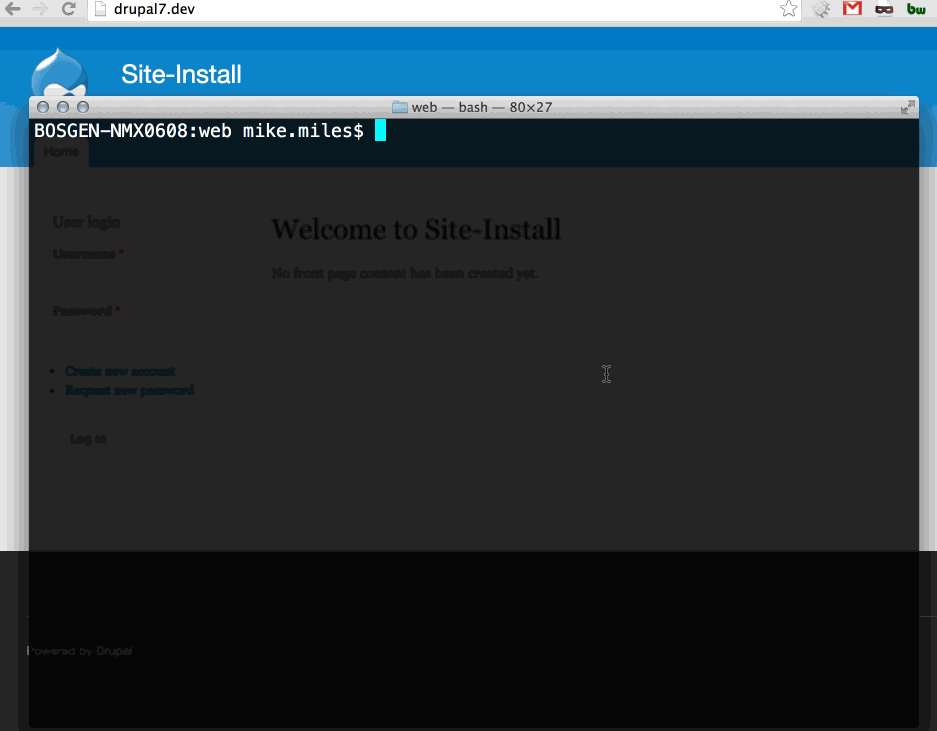 drupal7.dev
bw
Site-Install
web — bash — 80×27
BOSGEN-NMX0608:web mike.miles$
Home
User login
Welcome to Site-Install
Username *
No front page content has been created yet.
Password *
Create new account
Request new password
Log in
Powered by Drupal